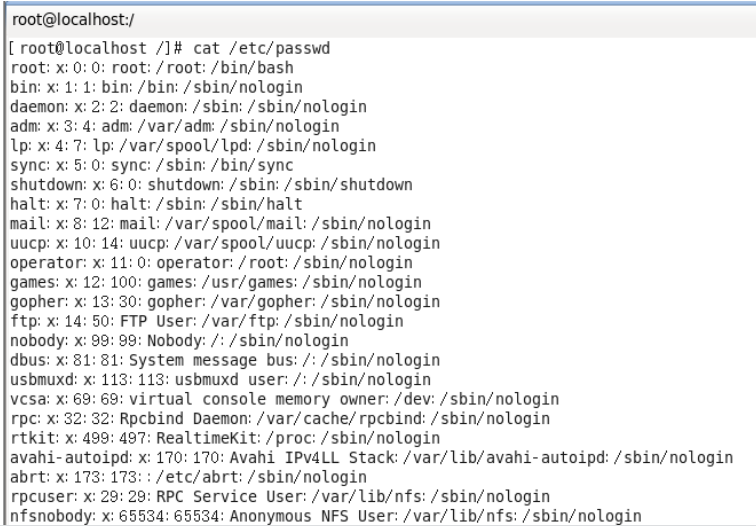 root@localhost:/
[root@localhost /]# cat /etc/passwd
root:x:0:0:root:/root:/bin/bash
bin:x:1:1:bin:/bin:/sbin/nologin
daemon:x:2:2:daemon:/sbin:/sbin/nologin
adm:x:3:4:adm:/var/adm:/sbin/nologin
lp:x:4:7:lp:/var/spool/lpd:/sbin/nologin
sync:x:5:0:sync:/sbin:/bin/sync
shutdown:x:6:0:shutdown:/sbin:/sbin/shutdown
halt:x:7:0:halt:/sbin:/sbin/halt
mail:x:8:12:mail:/var/spool/mail:/sbin/nologin
uucp:x:10:14:uucp:/var/spool/uucp:/sbin/nologin
operator:x:11:0:operator:/root:/sbin/nologin
games:x:12:100:games:/usr/games:/sbin/nologin
gopher:x:13:30:gopher:/var/gopher:/sbin/nologin
ftp:x:14:50:FTP User:/var/ftp:/sbin/nologin
nobody:x:99:99:Nobody:/:/sbin/nologin
dbus:x:81:81:System message bus:/:/sbin/nologin
usbmuxd:x:113:113:usbmuxd user:/:/sbin/nologin
vcsa:x:69:69:virtual console memory owner:/dev:/sbin/nologin
rpc:x:32:32:Rpcbind Daemon:/var/cache/rpcbind:/sbin/nologin
rtkit:x:499:497:RealtimeKit:/proc:/sbin/nologin
avahi-autoipd:x:170:170:Avahi IPv4LL Stack:/var/lib/avahi-autoipd:/sbin/nologin
abrt:x:173:173::/etc/abrt:/sbin/nologin
rpcuser:x:29:29:RPC Service User:/var/lib/nfs:/sbin/nologin
nfsnobody:x:65534:65534:Anonymous NFS User:/var/lib/nfs:/sbin/nologin